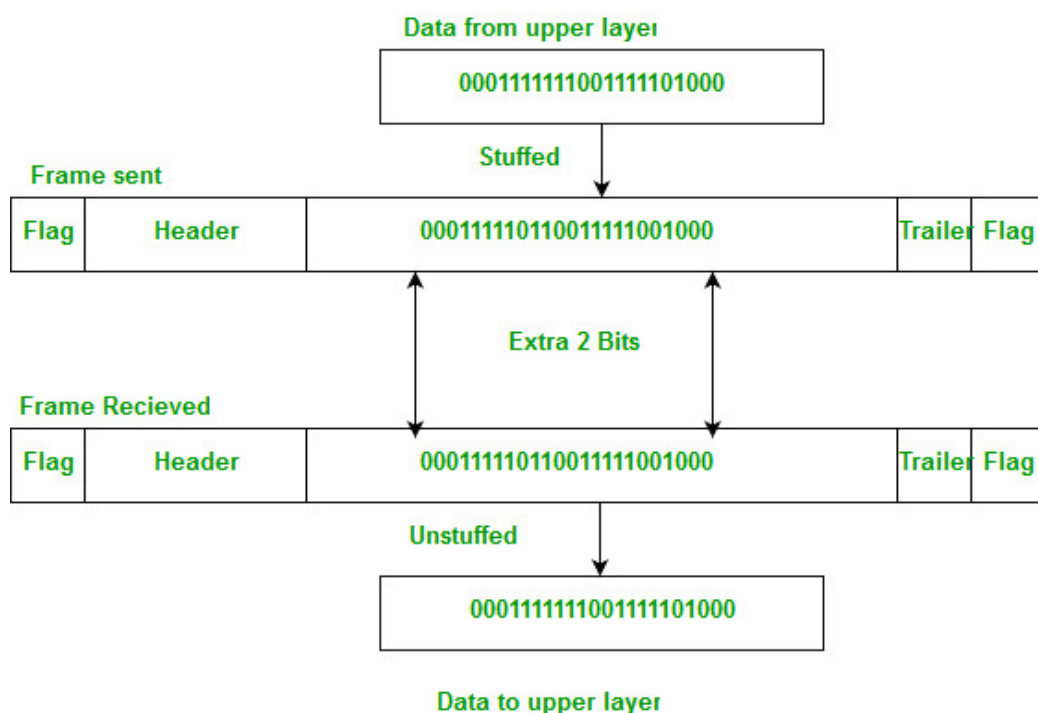 Data from upper layer
0001111111001111101000
Stuffed
Frame sent
Flag Header 000111110110011111001000 Trailer Flag
Extra 2 Bits
Frame Recieved
Flag Header 000111110110011111001000 Trailer Flag
Unstuffed
0001111111001111101000
Data to upper layer